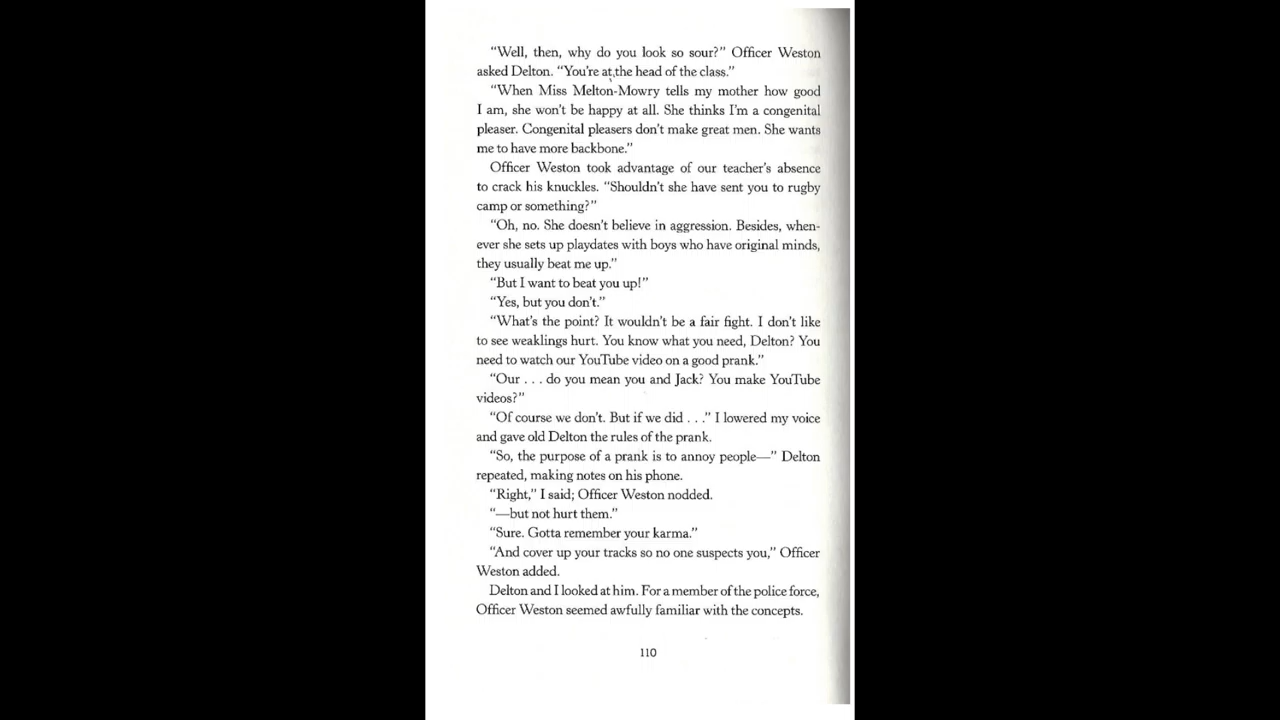 “Well, then, why do you look so sour?” Officer Weston
asked Delton. “You’re at the head of the class.”
“When Miss Melton-Mowry tells my mother how good
I am, she won’t be happy at all. She thinks I’m a congenital
pleaser. Congenital pleasers don’t make great men. She wants
me to have more backbone.”
Officer Weston took advantage of our teacher’s absence
to crack his knuckles. “Shouldn’t she have sent you to rugby
camp or something?”
“Oh, no. She doesn’t believe in aggression. Besides, when-
ever she sets up playdates with boys who have original minds,
they usually beat me up.”
“But I want to beat you up!”
“Yes, but you don’t.”
“What’s the point? It wouldn’t be a fair fight. I don’t like
to see weaklings hurt. You know what you need, Delton? You
need to watch our YouTube video on a good prank.”
“Our . . . do you mean you and Jack? You make YouTube
videos?”
“Of course we don’t. But if we did . . .” I lowered my voice
and gave old Delton the rules of the prank.
“So, the purpose of a prank is to annoy people—” Delton
repeated, making notes on his phone.
“Right,” I said; Officer Weston nodded.
“—but not hurt them.”
“Sure. Gotta remember your karma.”
“And cover up your tracks so no one suspects you,” Officer
Weston added.
Delton and I looked at him. For a member of the police force,
Officer Weston seemed awfully familiar with the concepts.
110